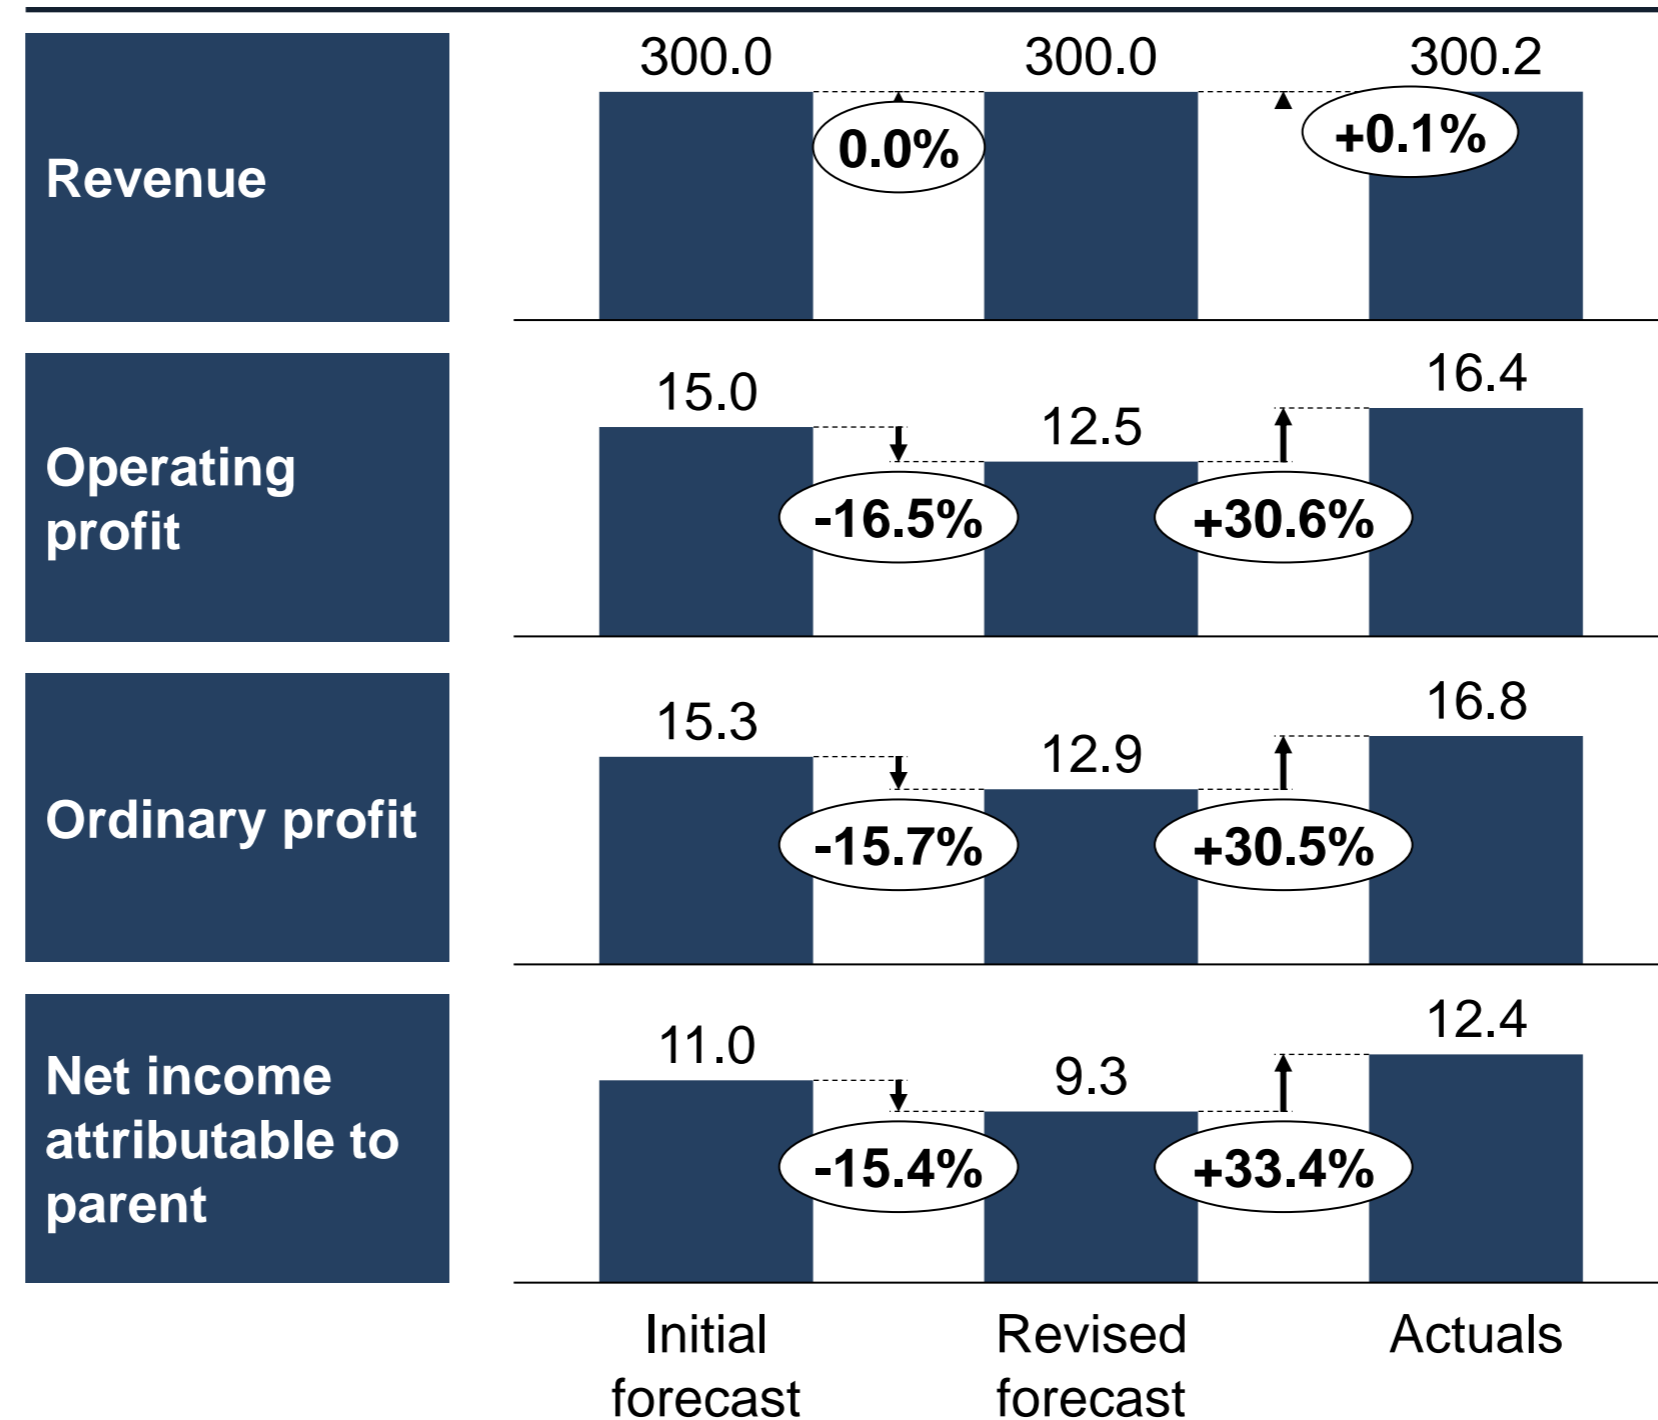 Revenue
300.0
300.0
300.2
0.0%
+0.1%
Operating
profit
15.0
12.5
16.4
-16.5%
+30.6%
Ordinary profit
15.3
12.9
16.8
-15.7%
+30.5%
Net income
attributable to
parent
11.0
9.3
12.4
-15.4%
+33.4%
Initial
forecast
Revised
forecast
Actuals